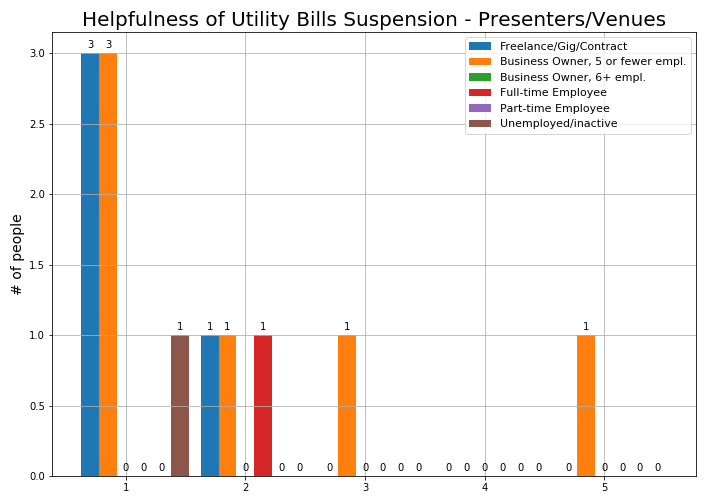 Helpfulness of Utility Bills Suspension - Presenters/Venues
Freelance/Gig/Contract
Business Owner, 5 or fewer empl.
Business Owner, 6+ empl.
Full-time Employee
Part-time Employee
Unemployed/inactive
# of people
3.0
2.5
2.0
1.5
1.0
0.5
0.0
3 3
1 1 1 1 1 1
0 0 0 0 0 0 0 0 0 0 0 0 0 0 0 0 0 0 0 0 0 0
1 2 3 4 5